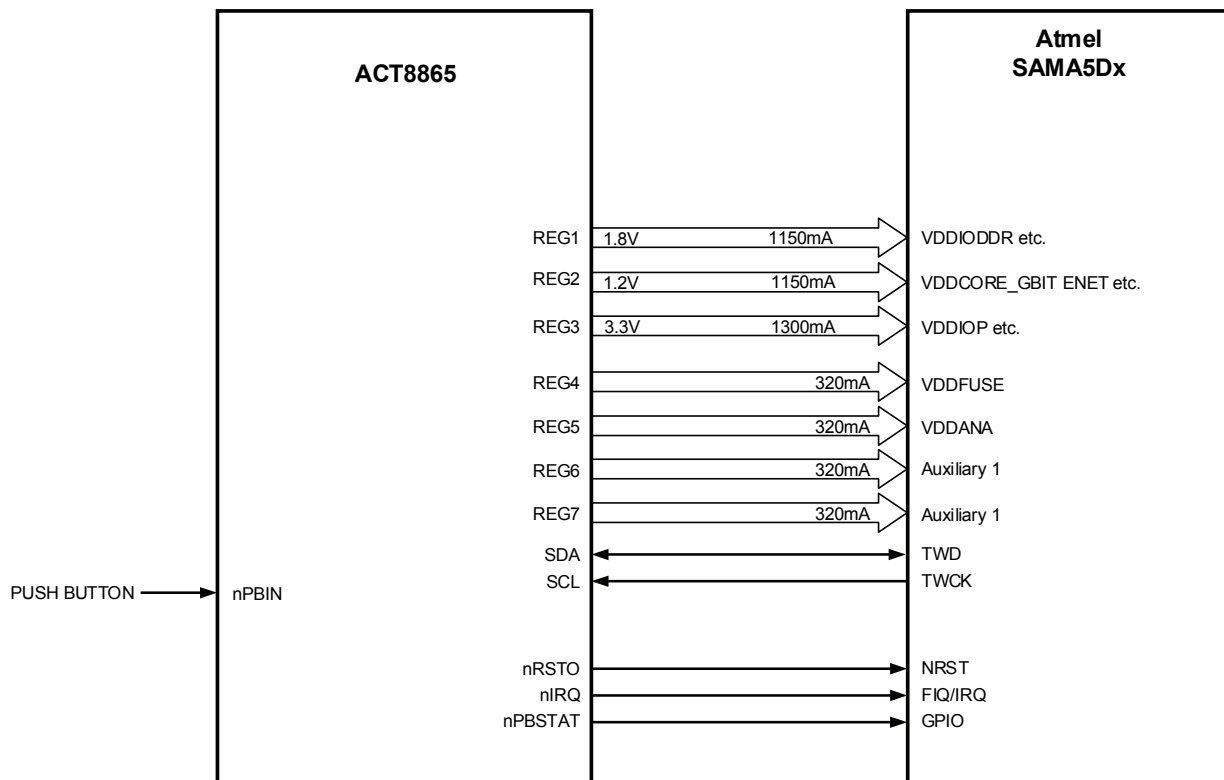 ACT8865
Atmel
SAMA5Dx
REG1 1.8V 1150mA VDDIODDR etc.
REG2 1.2V 1150mA VDDCORE_GBIT ENET etc.
REG3 3.3V 1300mA VDDIOP etc.
REG4 320mA VDDFUSE
REG5 320mA VDDANA
REG6 320mA Auxiliary 1
REG7 320mA Auxiliary 1
SDA TWD
SCL TWCK
PUSH BUTTON nPBIN
nRSTO NRST
nIRQ FIQ/IRQ
nPBSTAT GPIO